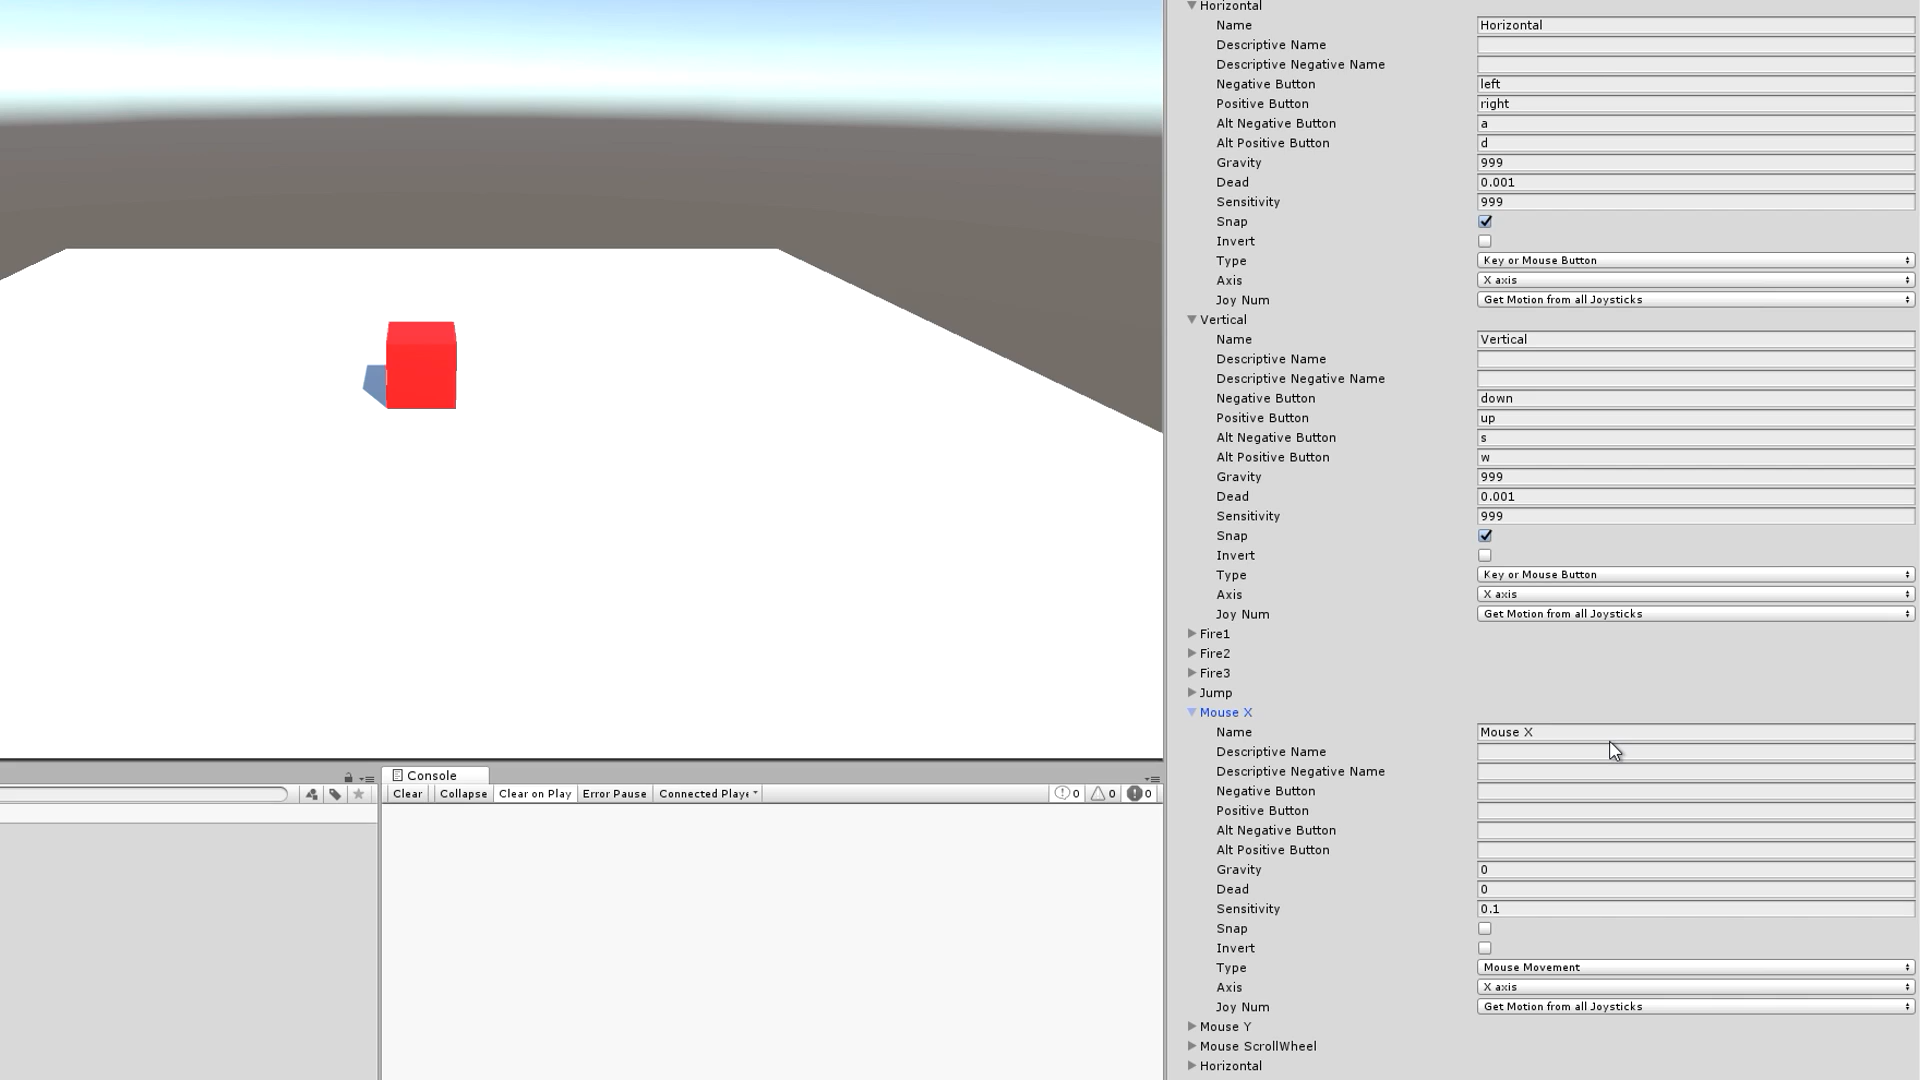 Horizontal
Name Horizontal
Descriptive Name
Descriptive Negative Name
Negative Button left
Positive Button right
Alt Negative Button a
Alt Positive Button d
Gravity 999
Dead 0.001
Sensitivity 999
Snap
Invert
Type Key or Mouse Button
Axis X axis
Joy Num Get Motion from all Joysticks
Vertical
Name Vertical
Descriptive Name
Descriptive Negative Name
Negative Button down
Positive Button up
Alt Negative Button s
Alt Positive Button w
Gravity 999
Dead 0.001
Sensitivity 999
Snap
Invert
Type Key or Mouse Button
Axis X axis
Joy Num Get Motion from all Joysticks
Fire1
Fire2
Fire3
Jump
Mouse X
Name Mouse X
Descriptive Name
Descriptive Negative Name
Negative Button
Positive Button
Alt Negative Button
Alt Positive Button
Gravity 0
Dead 0
Sensitivity 0.1
Snap
Invert
Type Mouse Movement
Axis X axis
Joy Num Get Motion from all Joysticks
Mouse Y
Mouse ScrollWheel
Horizontal
Console
Clear Collapse Clear on Play Error Pause Connected Playe 0 0 0